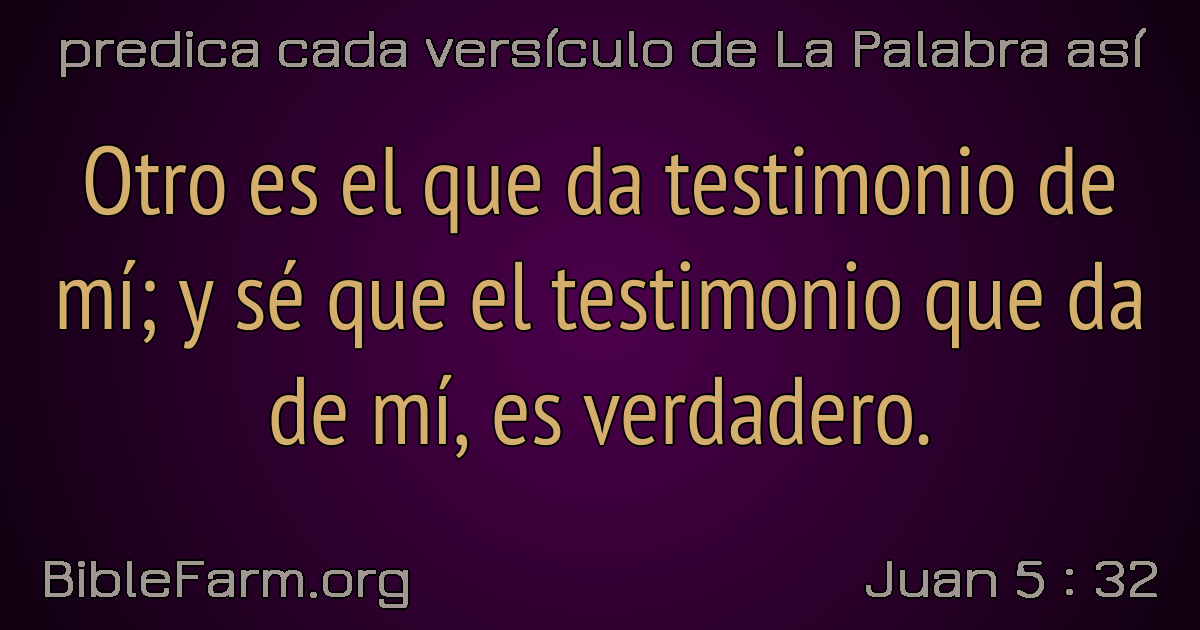 predica cada versículo de La Palabra así
Otro es el que da testimonio de
mí; y sé que el testimonio que da
de mí, es verdadero.
BibleFarm.org
Juan 5 : 32